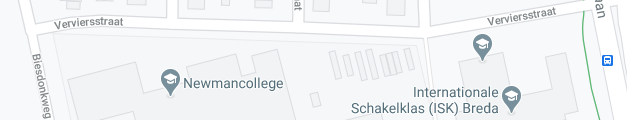 Verviersstraat
Verviersstraat
Biesdonkweg
Newmancollege
Internationale
Schakelklas (ISK) Breda